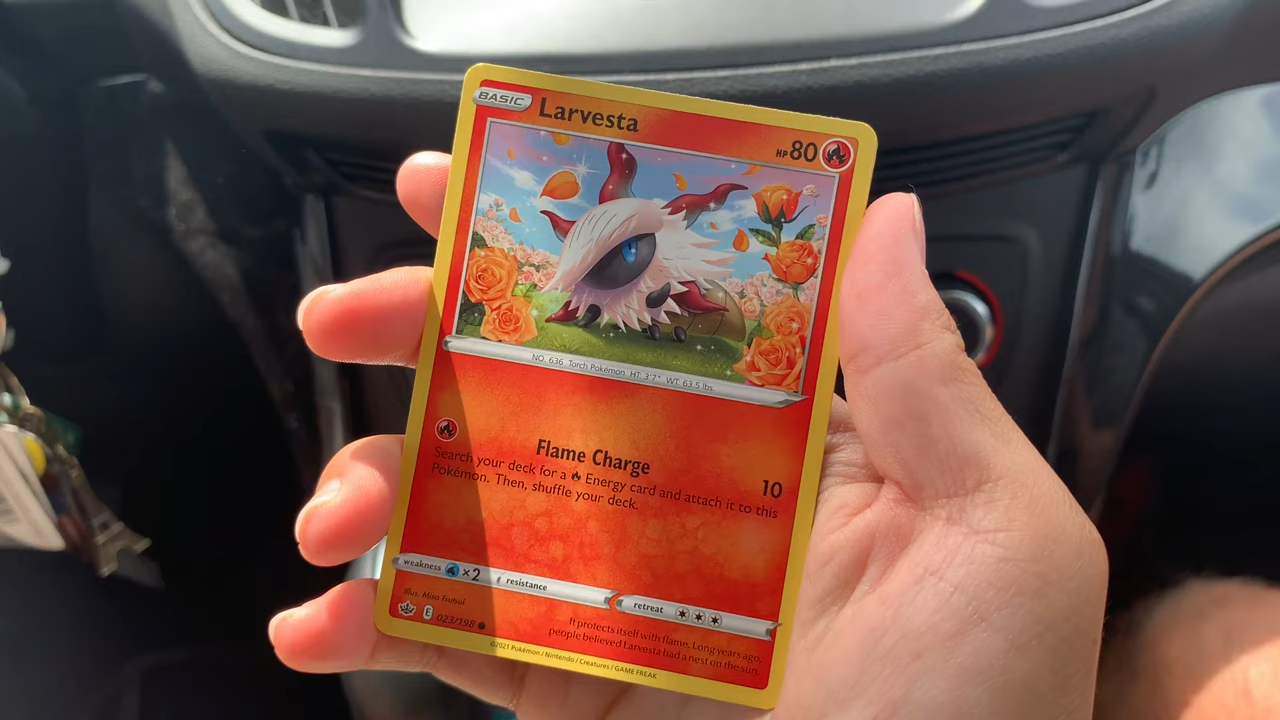 BASIC Larvesta HP 80
NO. 636 Torch Pokémon HT: 3'7" WT: 63.5 lbs.
Flame Charge 10
Search your deck for a Energy card and attach it to this
Pokémon. Then, shuffle your deck.
weakness ×2 resistance retreat
Illus. Misa Tsutsui
E 023/198
It protects itself with flame. Long years ago,
people believed Larvesta had a nest on the sun.
©2021 Pokémon / Nintendo / Creatures / GAME FREAK